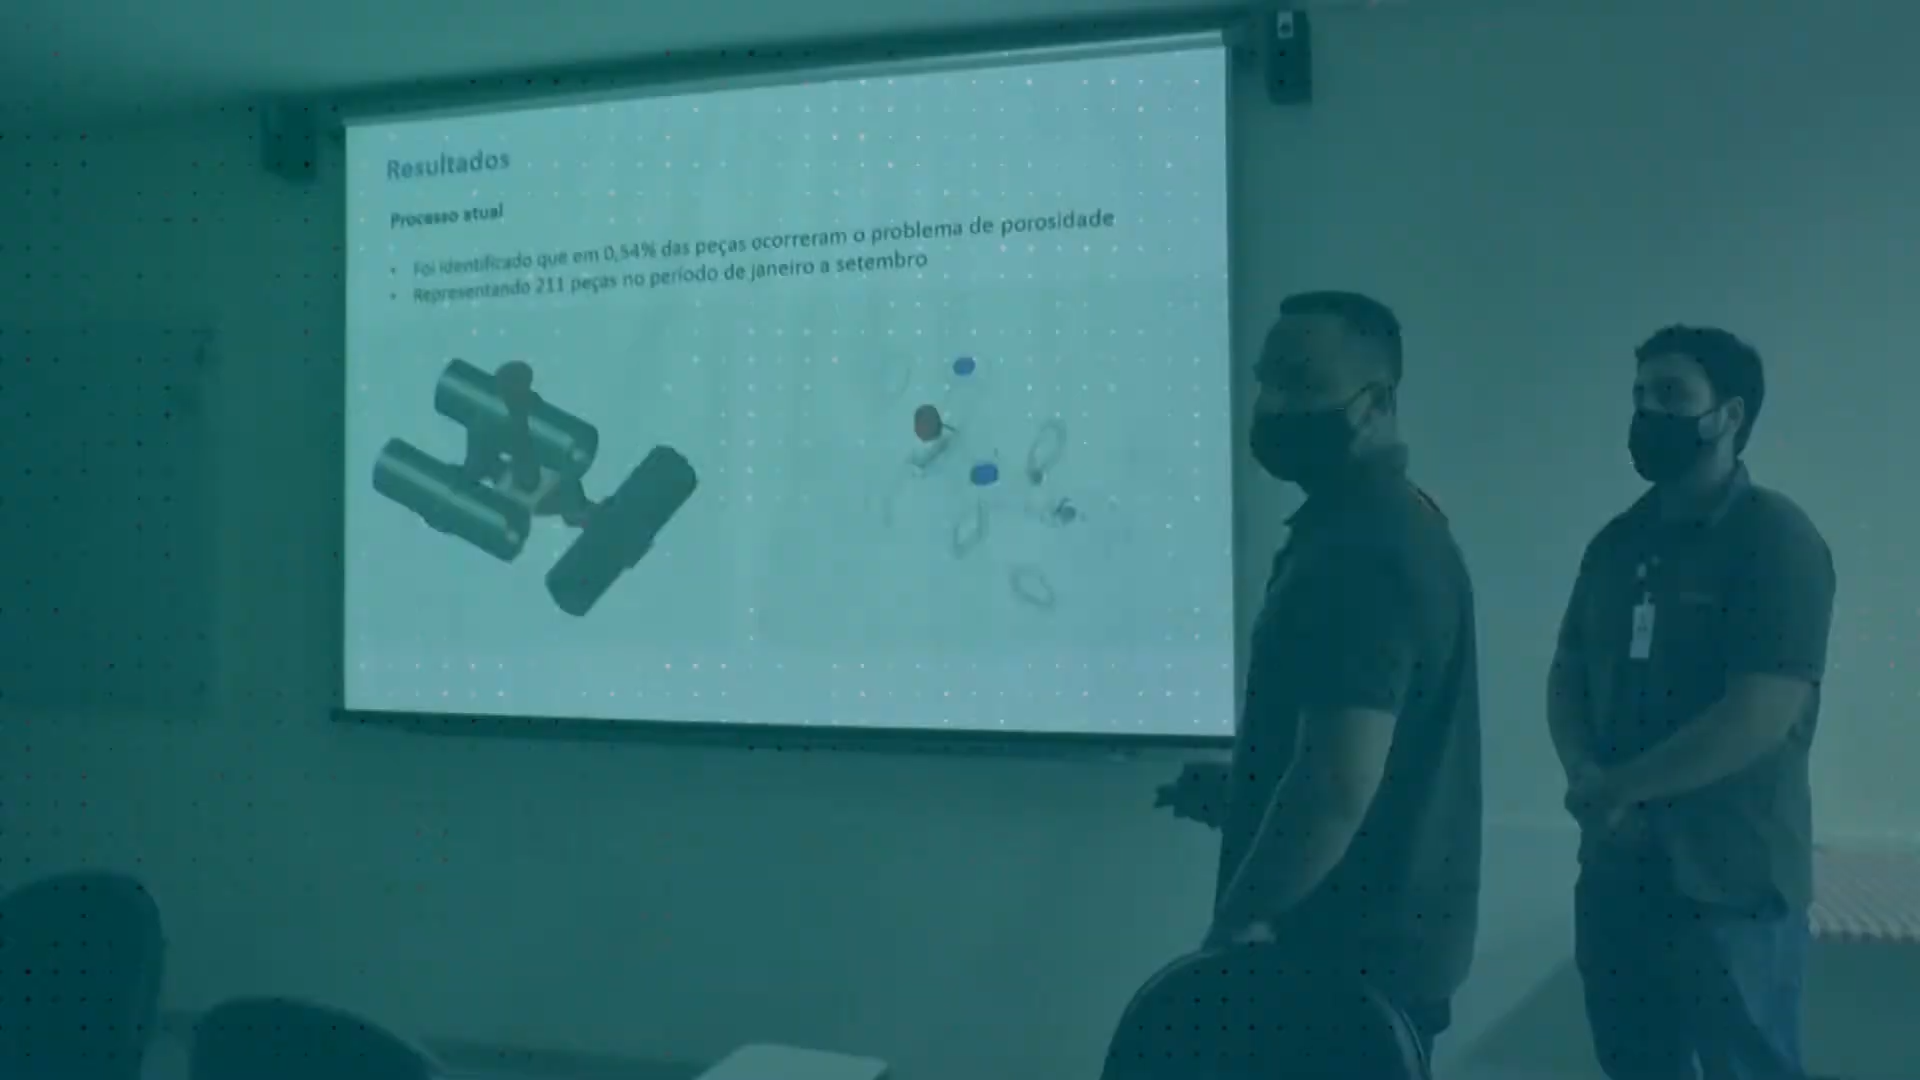 Resultados
Processo atual
• Foi identificado que em 0,54% das peças ocorreram o problema de porosidade
• Representando 211 peças no período de janeiro a setembro